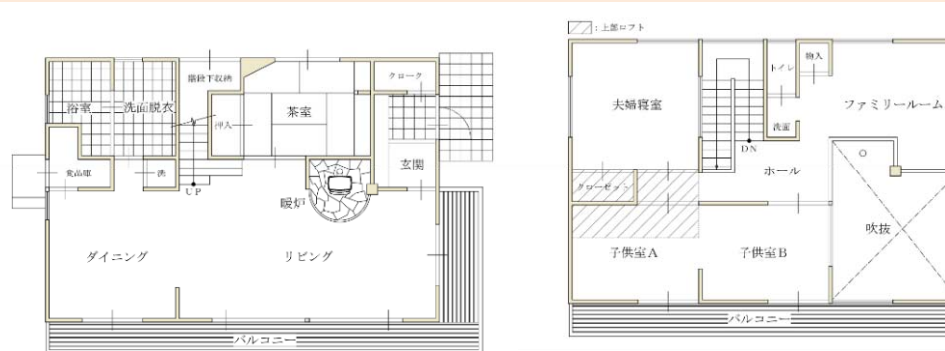 浴室
洗面脱衣
階段下収納
押入
茶室
クローク
玄関
食品庫
洗
UP
暖炉
ダイニング
リビング
バルコニー
:上部ロフト
夫婦寝室
トイレ
物入
ファミリールーム
洗面
DN
ホール
クローゼット
子供室A
子供室B
吹抜
バルコニー